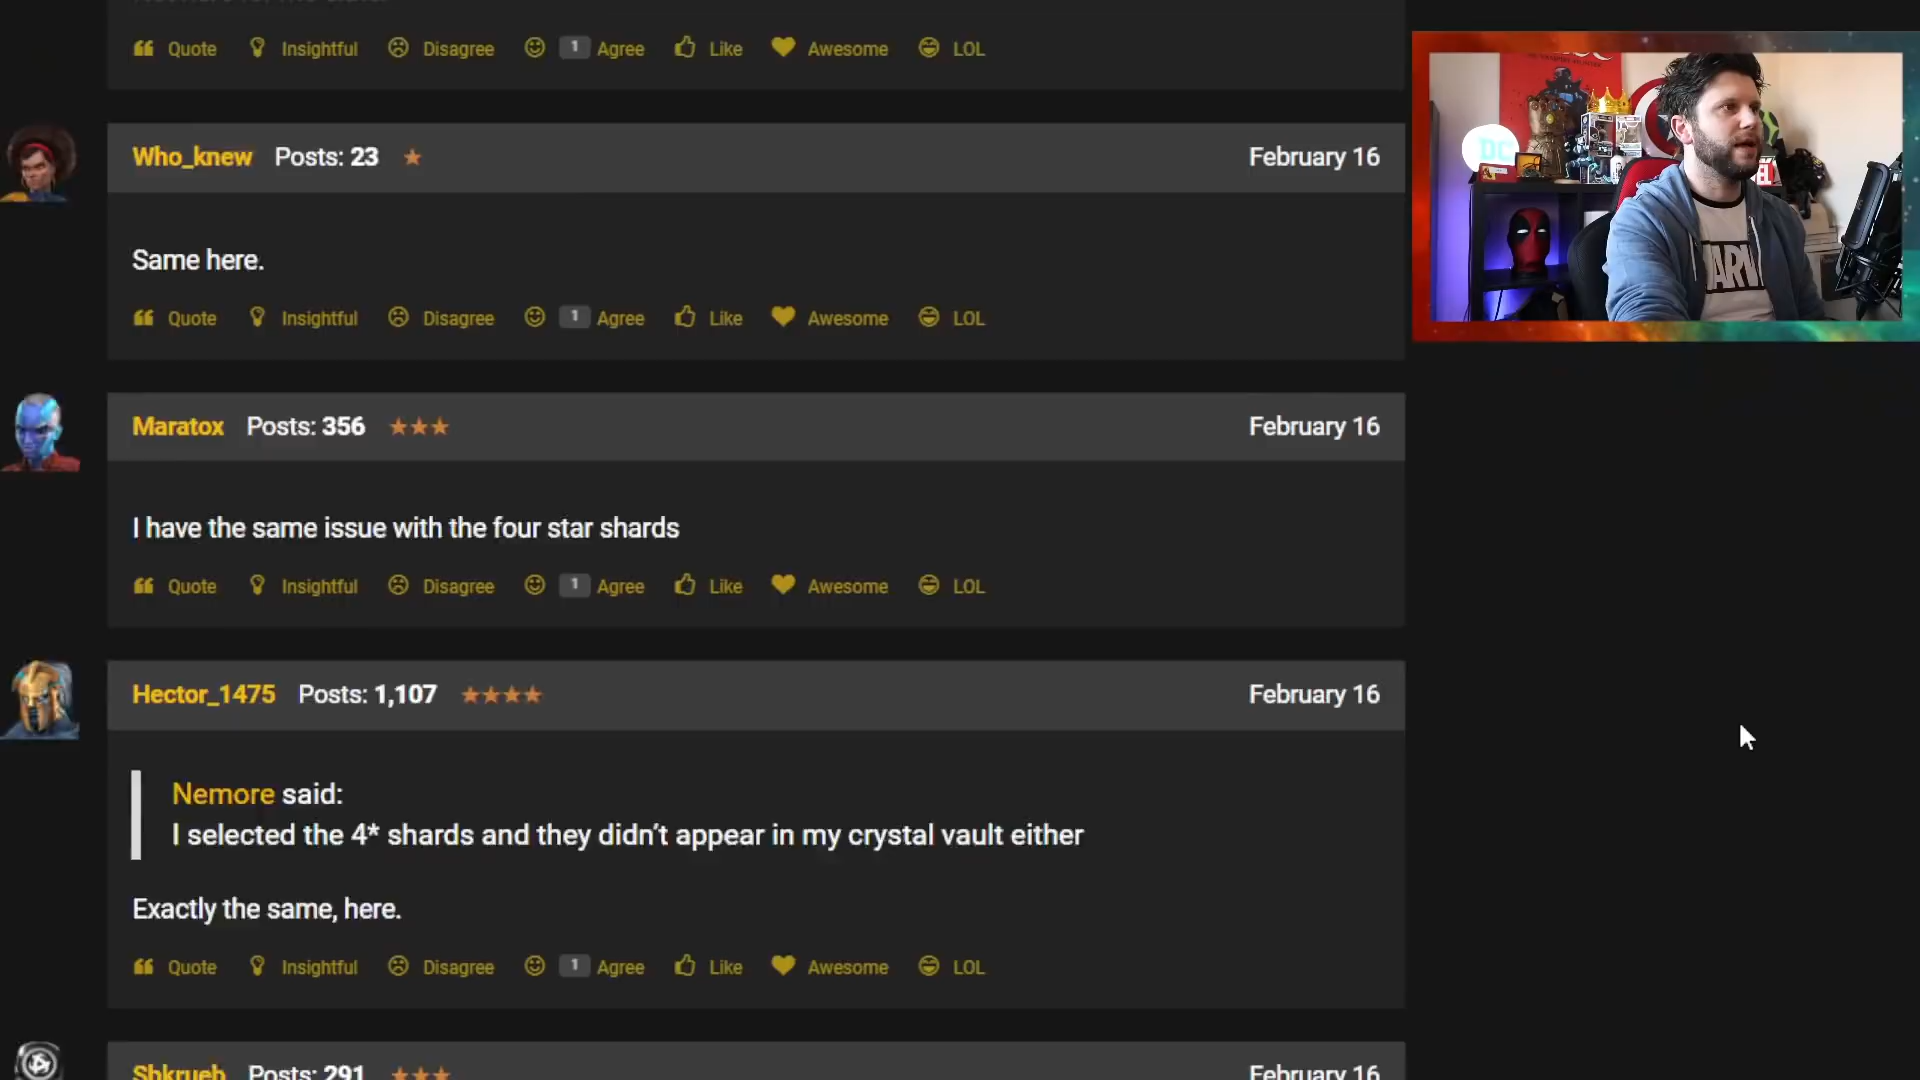 Quote Insightful Disagree 1 Agree Like Awesome LOL
Who_knew Posts: 23 February 16
Same here.
Quote Insightful Disagree 1 Agree Like Awesome LOL
Maratox Posts: 356 February 16
I have the same issue with the four star shards
Quote Insightful Disagree 1 Agree Like Awesome LOL
Hector_1475 Posts: 1,107 February 16
Nemore said:
I selected the 4* shards and they didn't appear in my crystal vault either
Exactly the same, here.
Quote Insightful Disagree 1 Agree Like Awesome LOL
Sbkrueb Posts: 291 February 16
DC
MARV